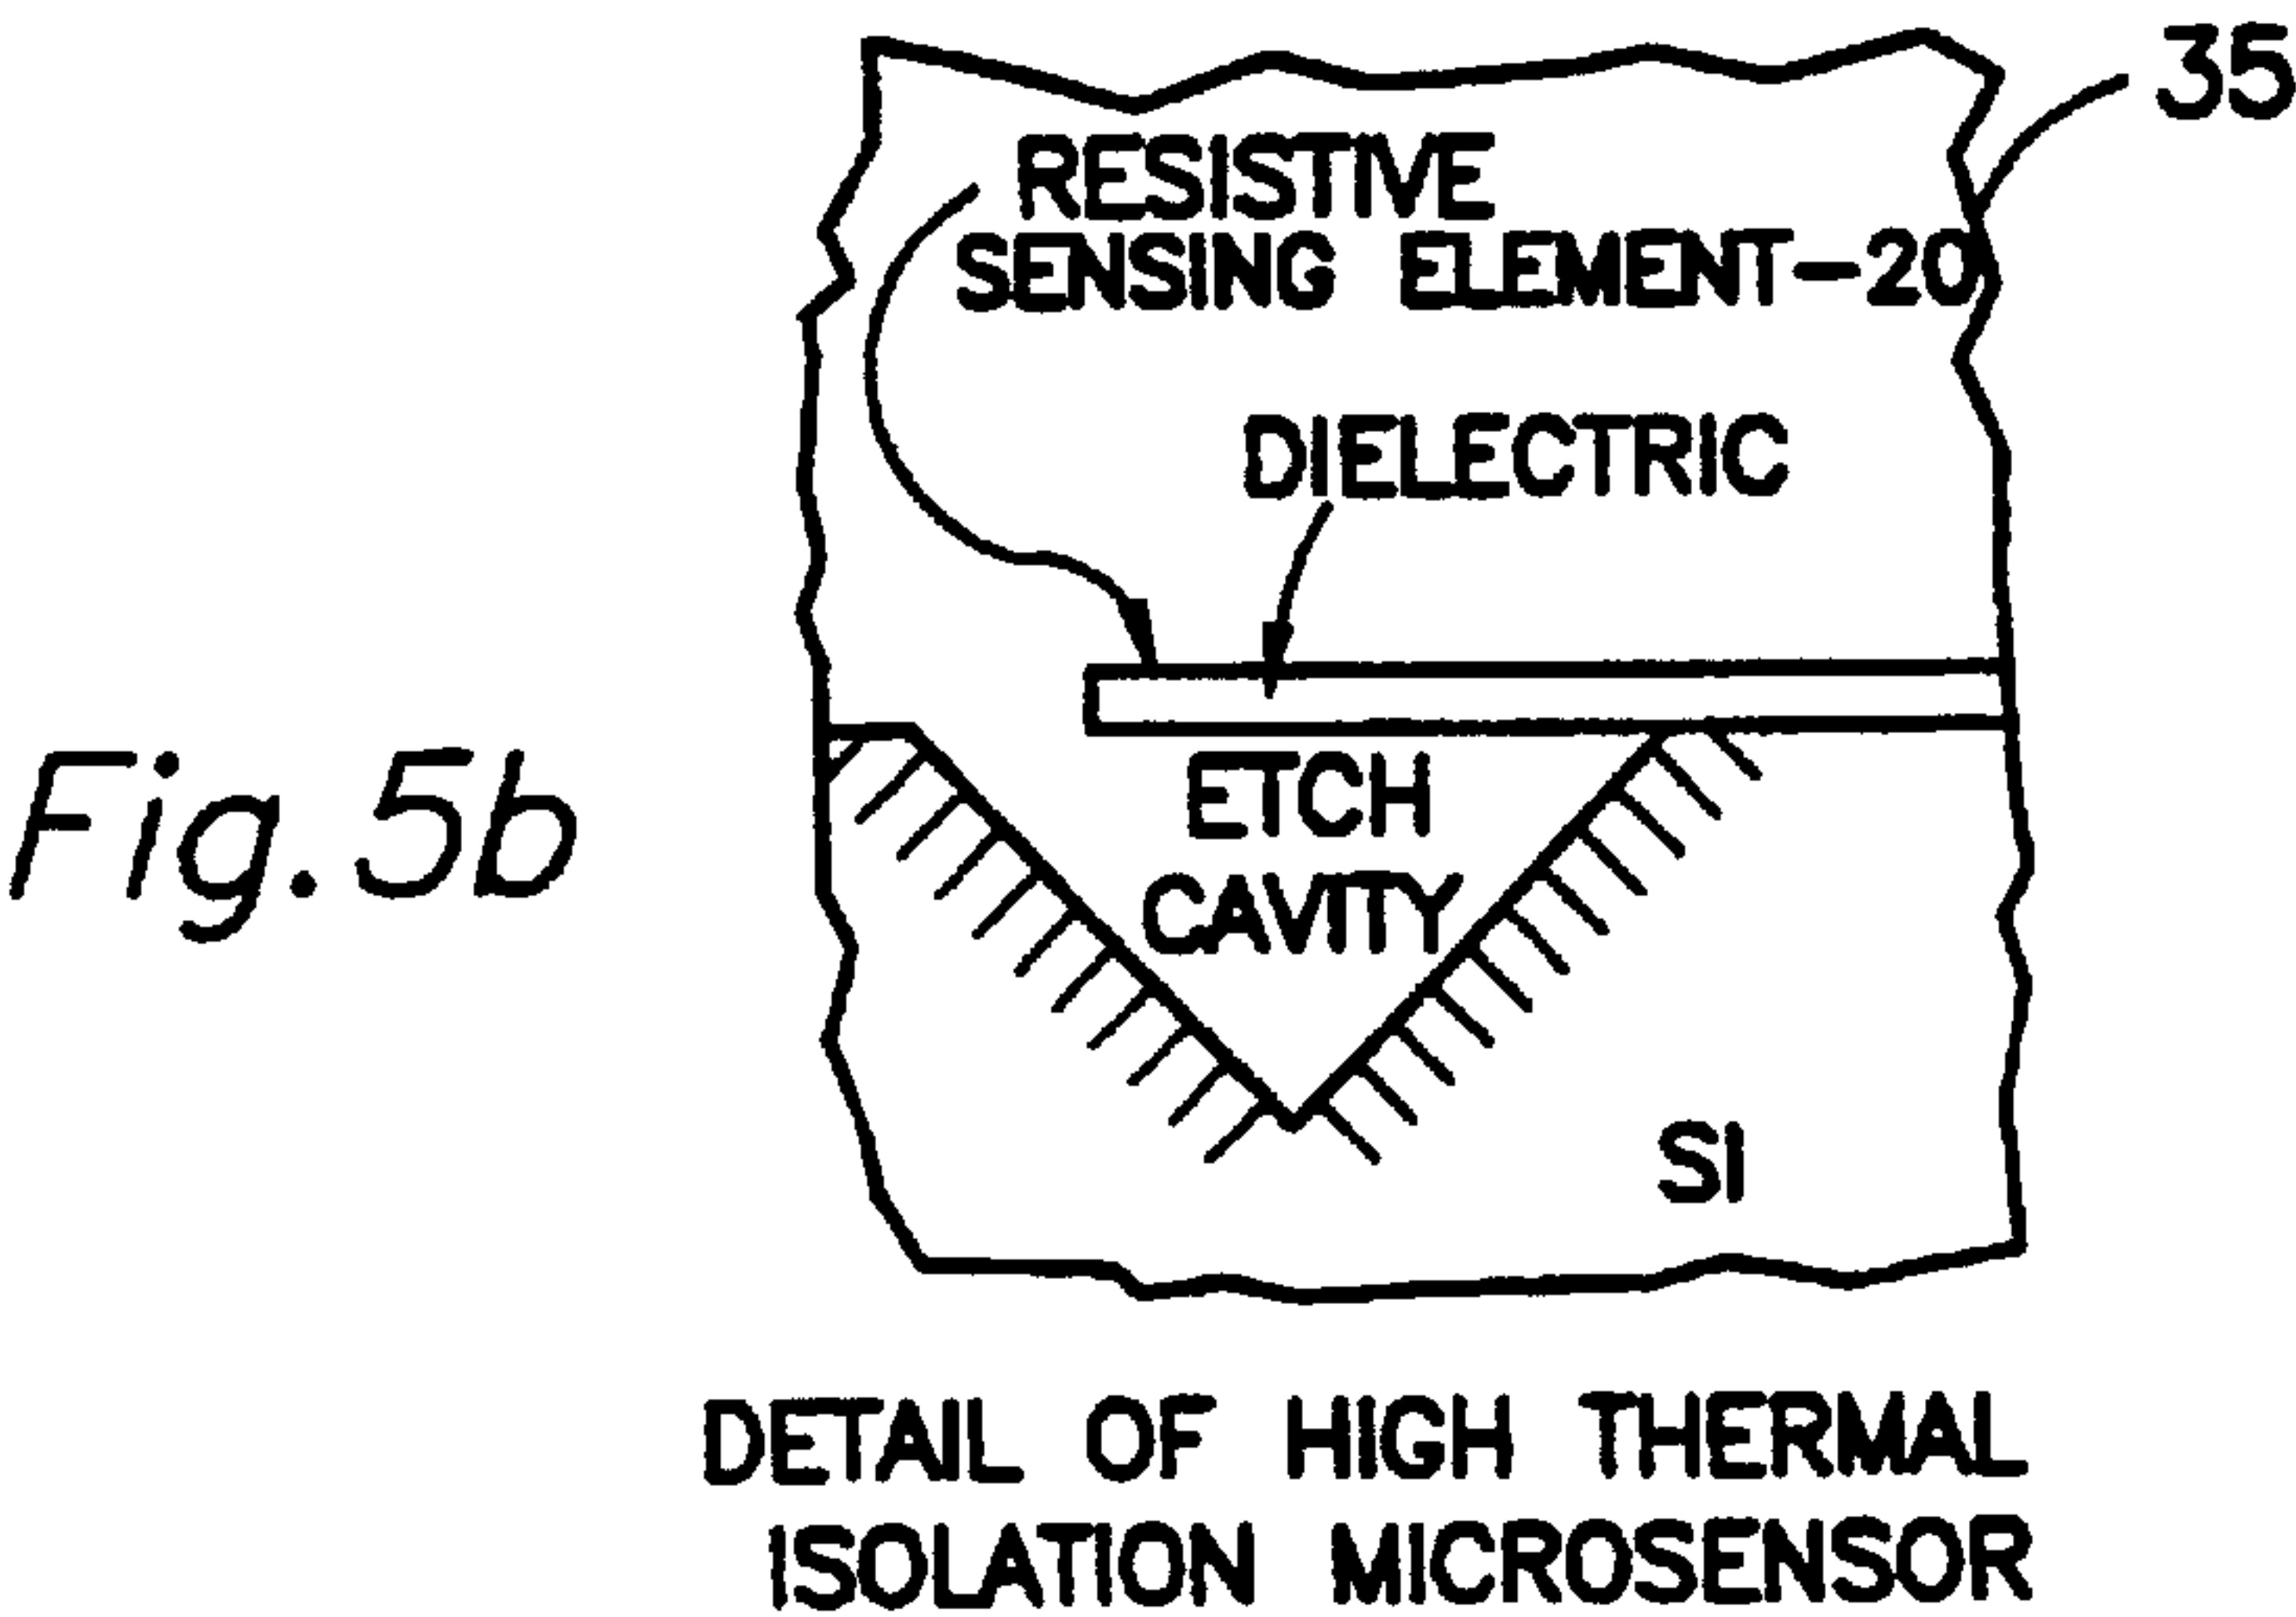 35
RESISTIVE
SENSING ELEMENT-20
DIELECTRIC
ETCH
CAVITY
Fig.5b
SI
DETAIL OF HIGH THERMAL
ISOLATION MICROSENSOR